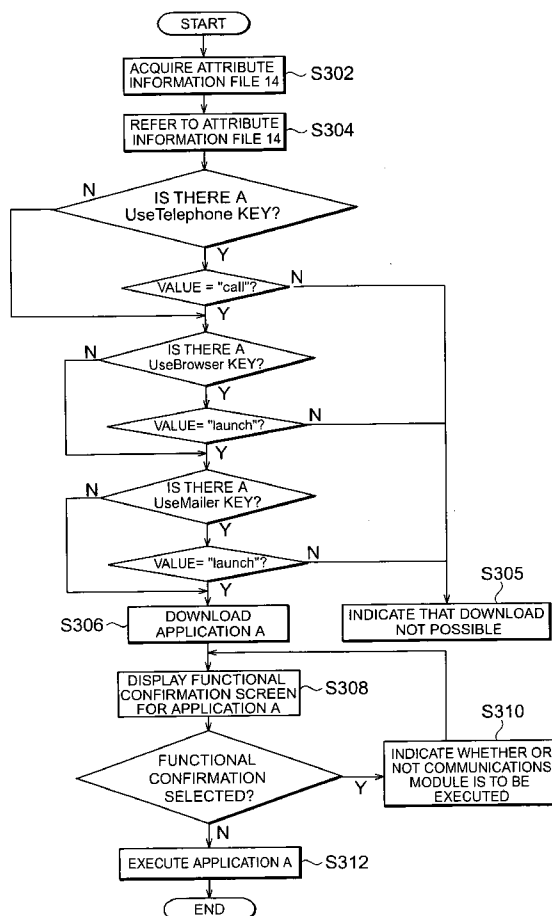 START
ACQUIRE ATTRIBUTE
INFORMATION FILE 14
S302
REFER TO ATTRIBUTE
INFORMATION FILE 14
S304
N
IS THERE A
UseTelephone KEY?
Y
VALUE = "call"?
N
Y
N
IS THERE A
UseBrowser KEY?
Y
VALUE= "launch"?
N
Y
N
IS THERE A
UseMailer KEY?
Y
VALUE= "launch"?
N
Y
S305
INDICATE THAT DOWNLOAD
NOT POSSIBLE
S306
DOWNLOAD
APPLICATION A
DISPLAY FUNCTIONAL
CONFIRMATION SCREEN
FOR APPLICATION A
S308
S310
INDICATE WHETHER OR
NOT COMMUNICATIONS
MODULE IS TO BE
EXECUTED
FUNCTIONAL
CONFIRMATION
SELECTED?
Y
N
EXECUTE APPLICATION A
S312
END